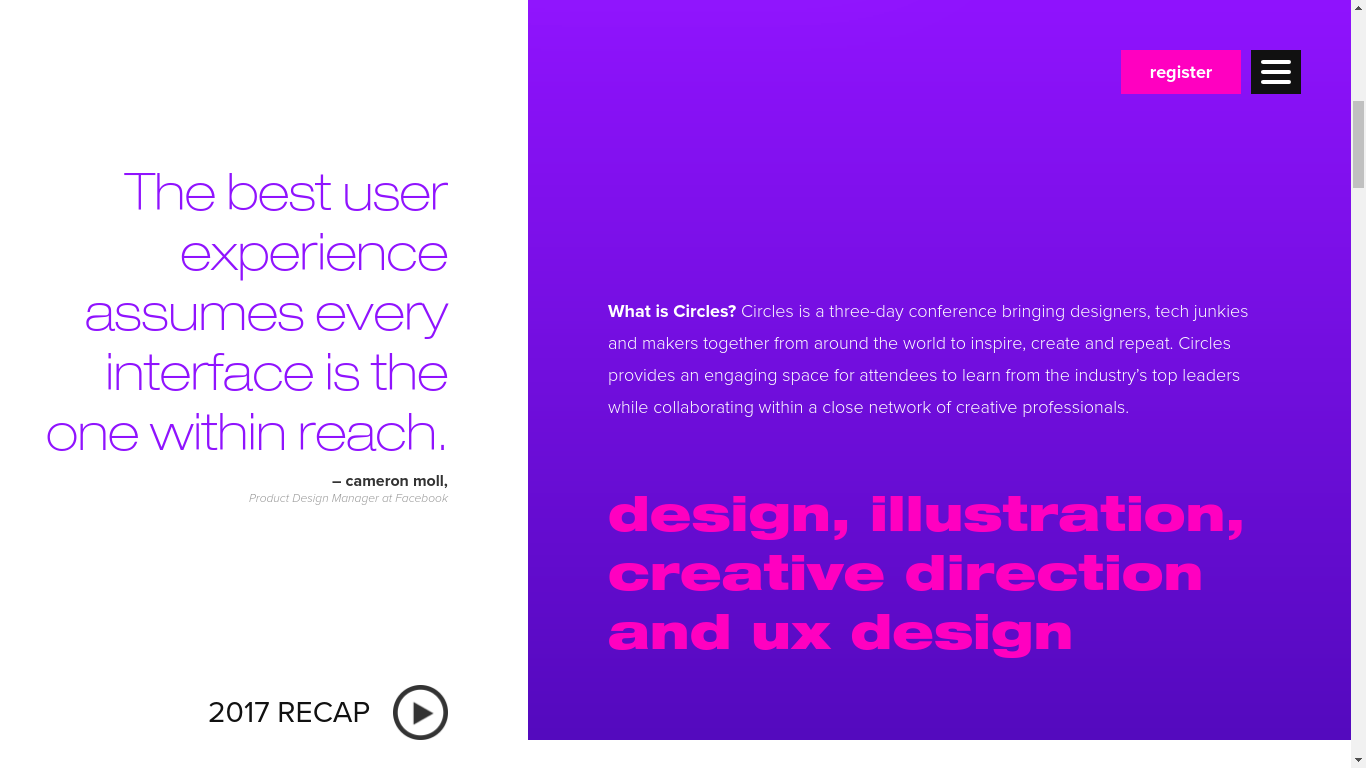 register
The best user
experience
assumes every
interface is the
one within reach.
– cameron moll,
Product Design Manager at Facebook
2017 RECAP
What is Circles? Circles is a three-day conference bringing designers, tech junkies
and makers together from around the world to inspire, create and repeat. Circles
provides an engaging space for attendees to learn from the industry’s top leaders
while collaborating within a close network of creative professionals.
design, illustration,
creative direction
and ux design